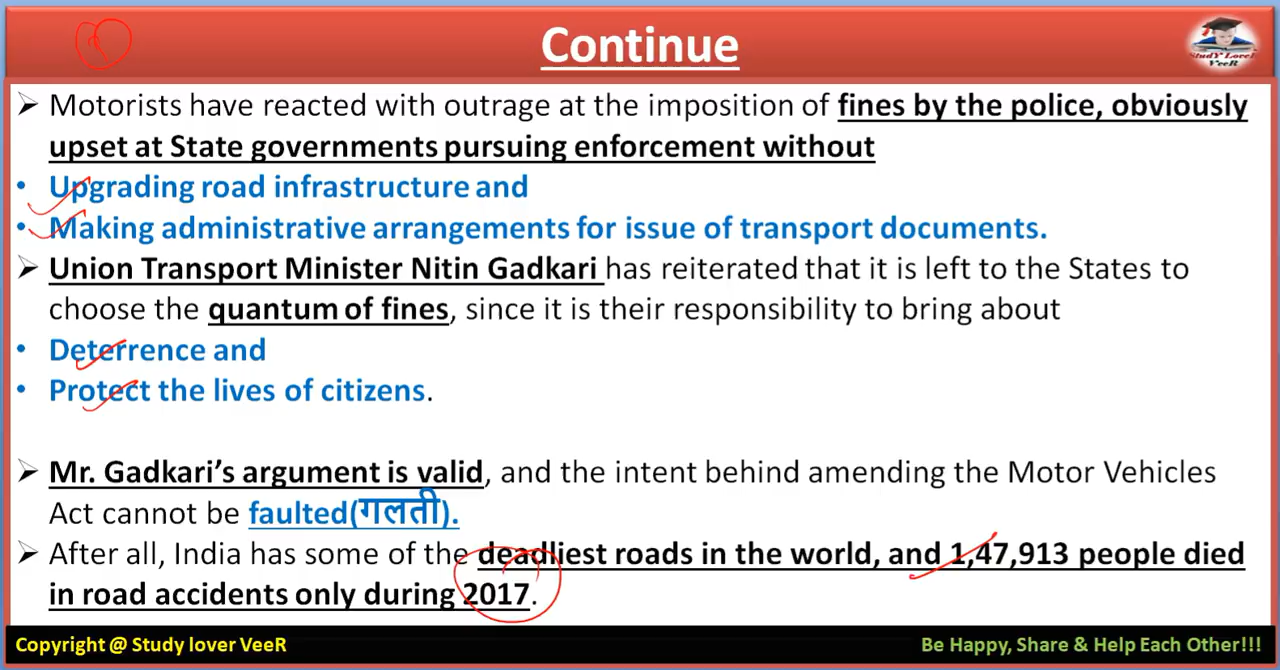 Continue
StudY LoveR
VeeR
➢ Motorists have reacted with outrage at the imposition of fines by the police, obviously
upset at State governments pursuing enforcement without
• Upgrading road infrastructure and
• Making administrative arrangements for issue of transport documents.
➢ Union Transport Minister Nitin Gadkari has reiterated that it is left to the States to
choose the quantum of fines, since it is their responsibility to bring about
• Deterrence and
• Protect the lives of citizens.
➢ Mr. Gadkari's argument is valid, and the intent behind amending the Motor Vehicles
Act cannot be faulted(गलती).
➢ After all, India has some of the deadliest roads in the world, and 1,47,913 people died
in road accidents only during 2017.
Copyright @ Study lover VeeR
Be Happy, Share & Help Each Other!!!